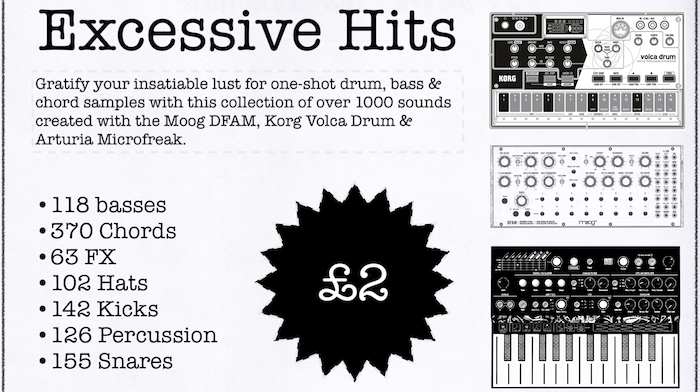 Excessive Hits
Gratify your insatiable lust for one-shot drum, bass &
chord samples with this collection of over 1000 sounds
created with the Moog DFAM, Korg Volca Drum &
Arturia Microfreak.
• 118 basses
• 370 Chords
• 63 FX
• 102 Hats
• 142 Kicks
• 126 Percussion
• 155 Snares
£2
KORG
volca drum
moog